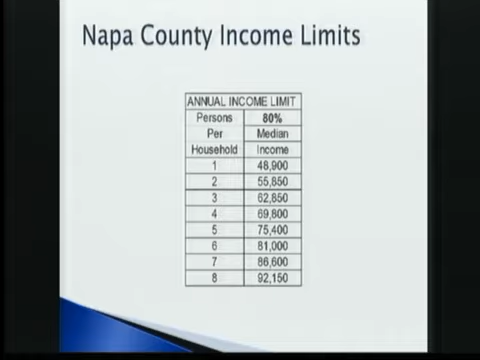 Napa County Income Limits
ANNUAL INCOME LIMIT
Persons 80%
Per Median
Household Income
1 48,900
2 55,850
3 62,850
4 69,800
5 75,400
6 81,000
7 86,600
8 92,150